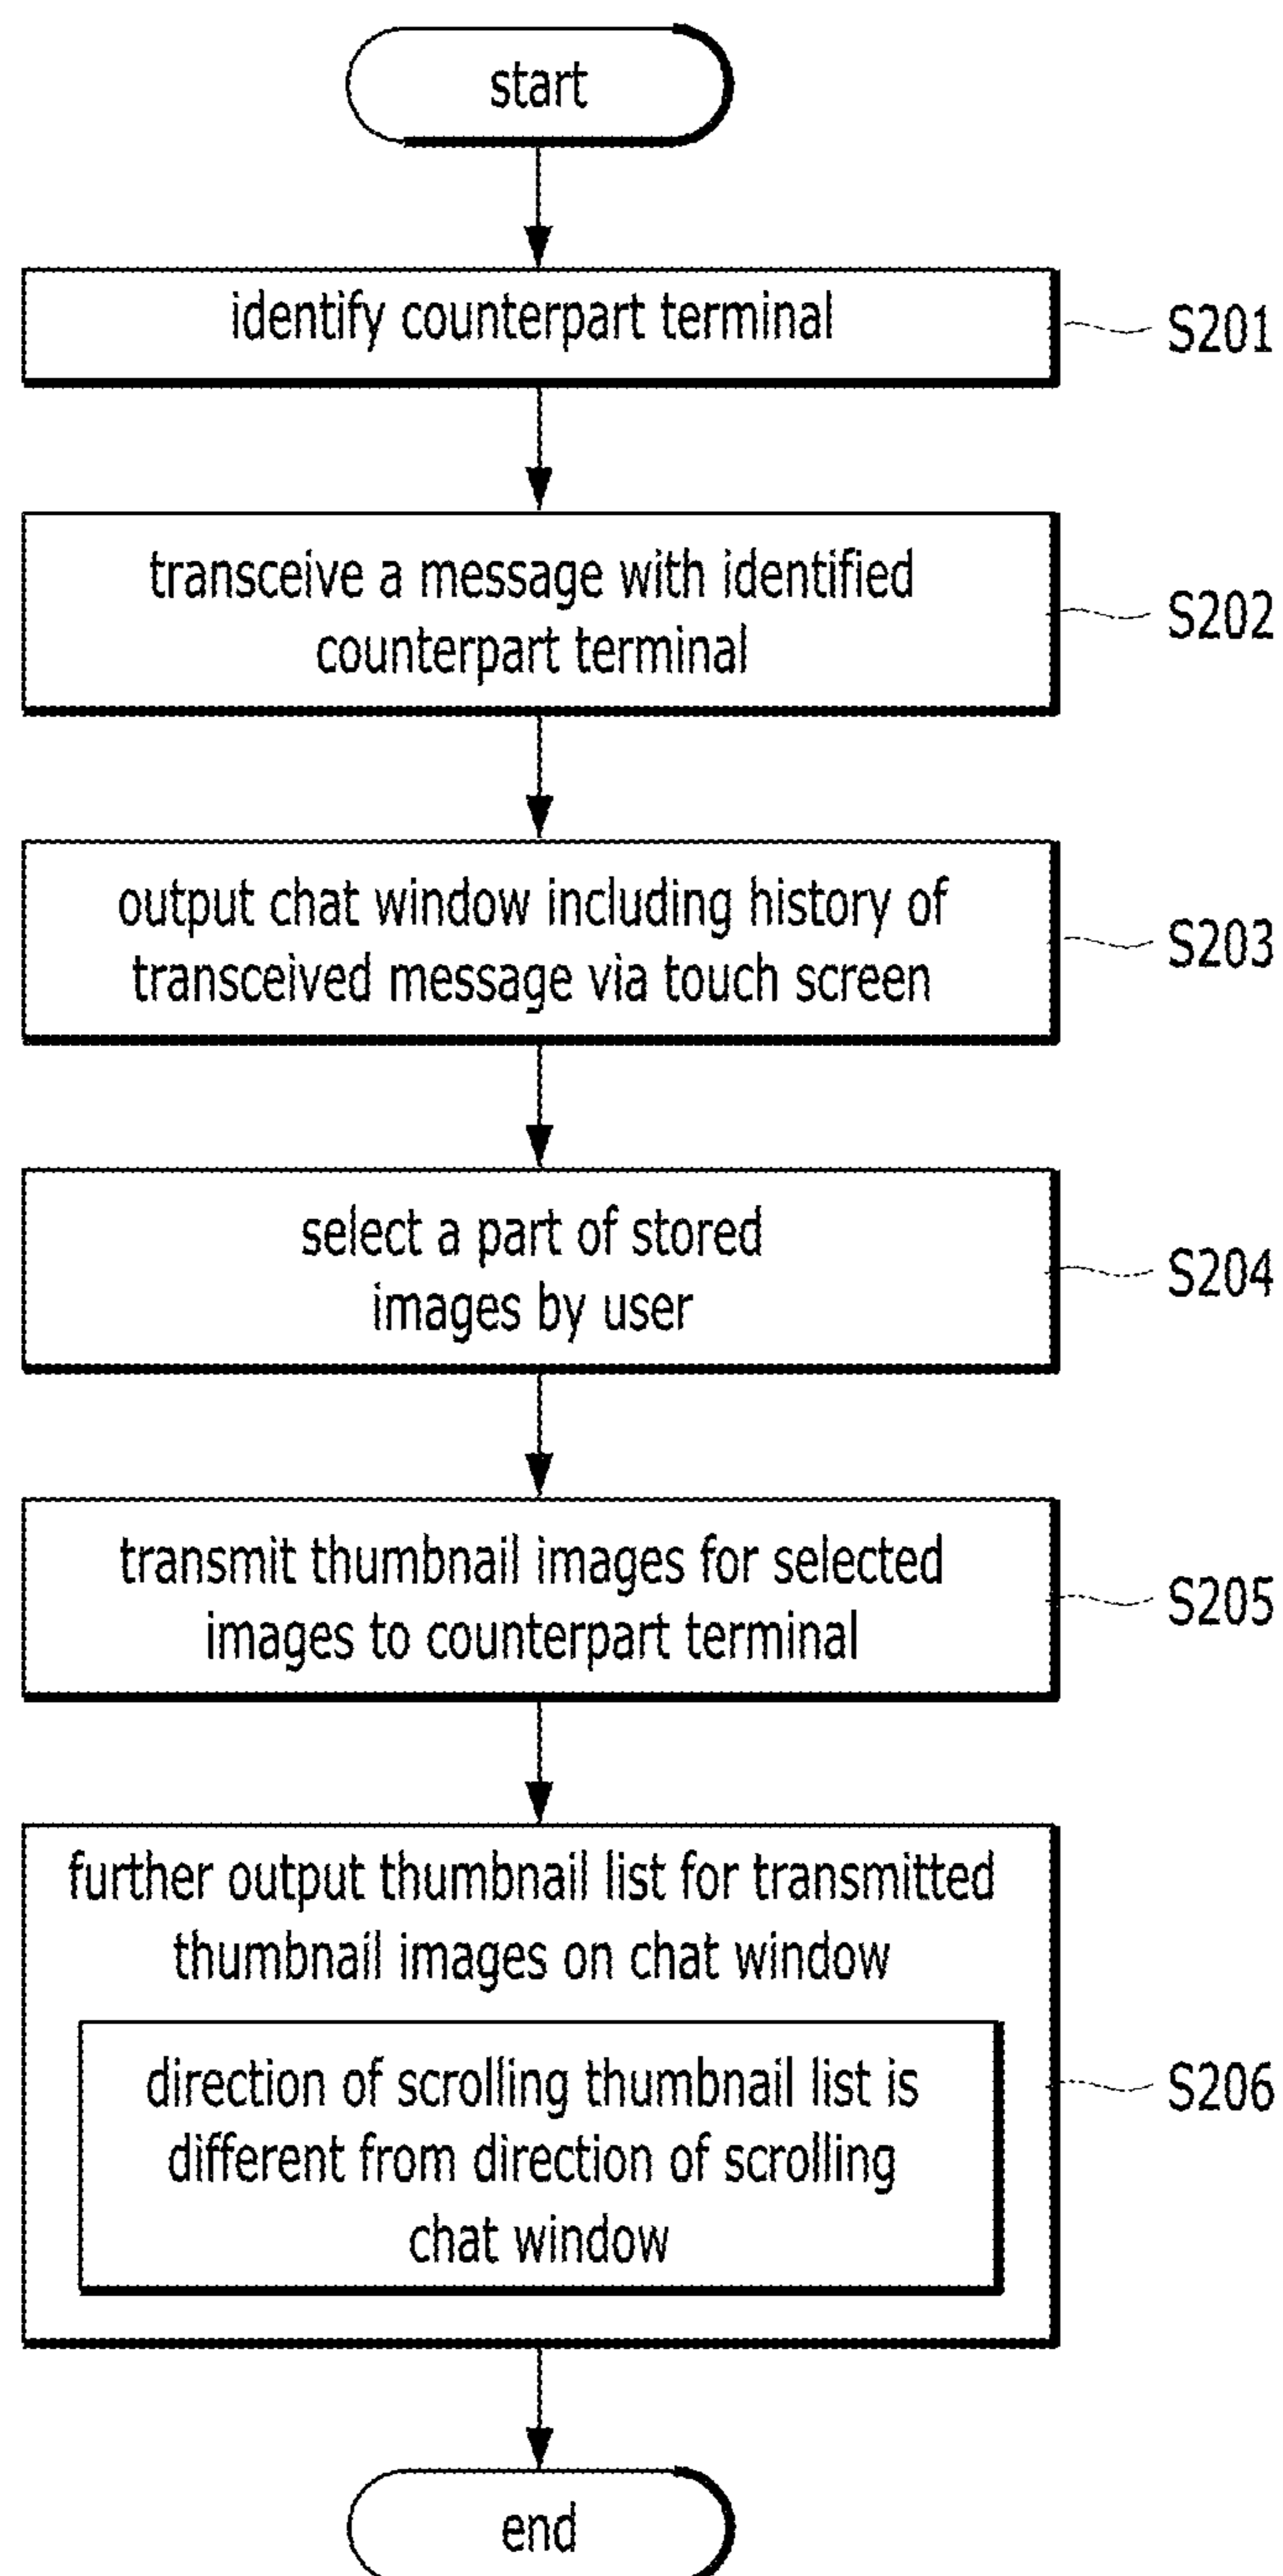 start
identify counterpart terminal
S201
transceive a message with identified
counterpart terminal
S202
output chat window including history of
transceived message via touch screen
S203
select a part of stored
images by user
S204
transmit thumbnail images for selected
images to counterpart terminal
S205
further output thumbnail list for transmitted
thumbnail images on chat window
direction of scrolling thumbnail list is
different from direction of scrolling
chat window
S206
end